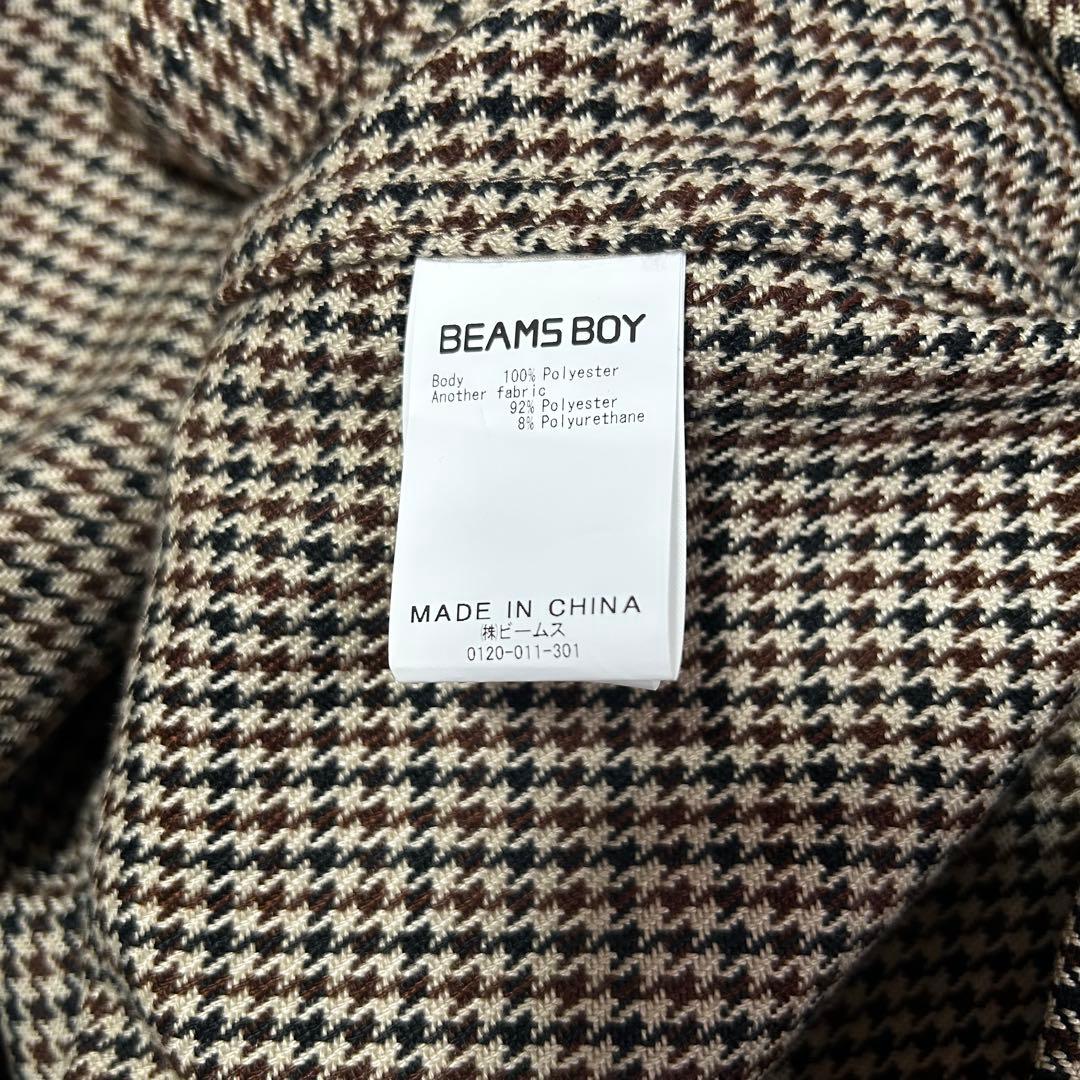 BEAMS BOY
Body 100% Polyester
Another fabric
92% Polyester
8% Polyurethane
MADE IN CHINA
㈱ビームス
0120-011-301